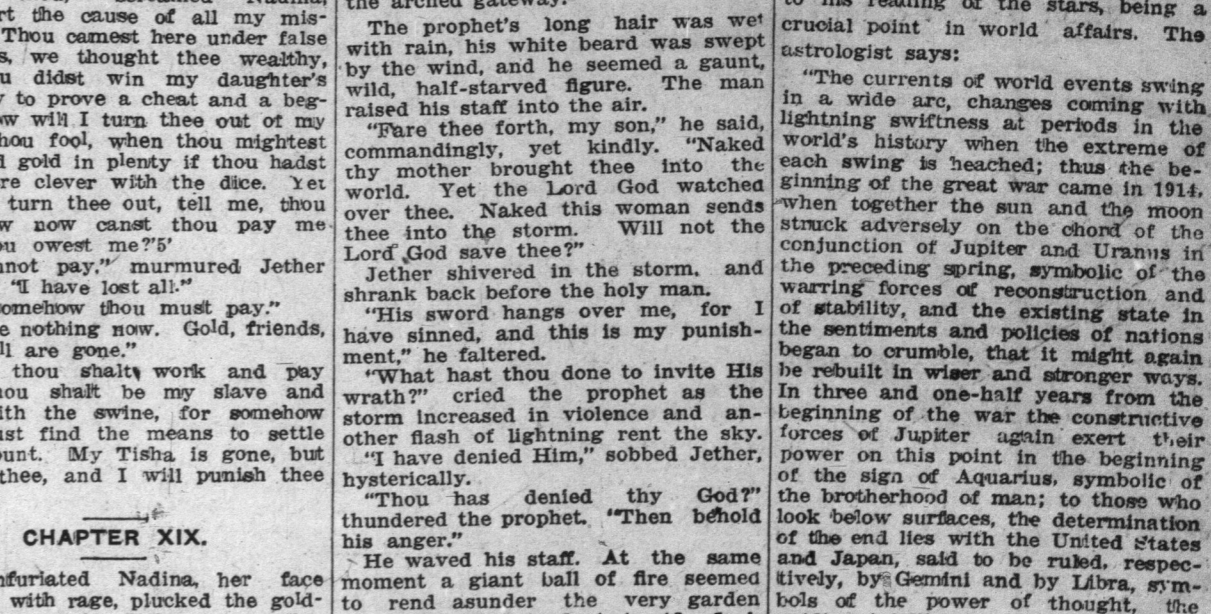 rt the cause of all my mis-
Thou camest here under false
s, we thought thee wealthy,
u didst win my daughter's
y to prove a cheat and a beg-
ow will I turn thee out ot my
hou fool, when thou mightest
d gold in plenty if thou hadst
re clever with the dice. Yet
turn thee out, tell me, thou
w now canst thou pay me
ou owest me?'5'
nnot pay," murmured Jether
"I have lost all."
omehow thou must pay."
e nothing now. Gold, friends,
ll are gone."
thou shalt work and pay
hou shalt be my slave and
ith the swine, for somehow
ust find the means to settle
ount. My Tisha is gone, but
thee, and I will punish thee
CHAPTER XIX.
nfuriated Nadina, her face
with rage, plucked the gold-
the arched gateway.
The prophet's long hair was wet
with rain, his white beard was swept
by the wind, and he seemed a gaunt,
wild, half-starved figure. The man
raised his staff into the air.
"Fare thee forth, my son," he said,
commandingly, yet kindly. "Naked
thy mother brought thee into the
world. Yet the Lord God watched
over thee. Naked this woman sends
thee into the storm. Will not the
Lord God save thee?"
Jether shivered in the storm, and
shrank back before the holy man.
"His sword hangs over me, for I
have sinned, and this is my punish-
ment," he faltered.
"What hast thou done to invite His
wrath?" cried the prophet as the
storm increased in violence and an-
other flash of lightning rent the sky.
"I have denied Him," sobbed Jether,
hysterically.
"Thou has denied thy God?"
thundered the prophet. "Then behold
his anger."
He waved his staff. At the same
moment a giant ball of fire seemed
to rend asunder the very garden
to his reading of the stars, being a
crucial point in world affairs. The
astrologist says:
"The currents of world events swing
in a wide arc, changes coming with
lightning swiftness at periods in the
world's history when the extreme of
each swing is heached; thus the be-
ginning of the great war came in 1914,
when together the sun and the moon
struck adversely on the chord of the
conjunction of Jupiter and Uranus in
the preceding spring, symbolic of the
warring forces of reconstruction and
of stability, and the existing state in
the sentiments and policies of nations
began to crumble, that it might again
be rebuilt in wiser and stronger ways.
In three and one-half years from the
beginning of the war the constructive
forces of Jupiter again exert their
power on this point in the beginning
of the sign of Aquarius, symbolic of
the brotherhood of man; to those who
look below surfaces, the determination
of the end lies with the United States
and Japan, said to be ruled, respec-
tively, by Gemini and by Libra, sym-
bols of the power of thought, the